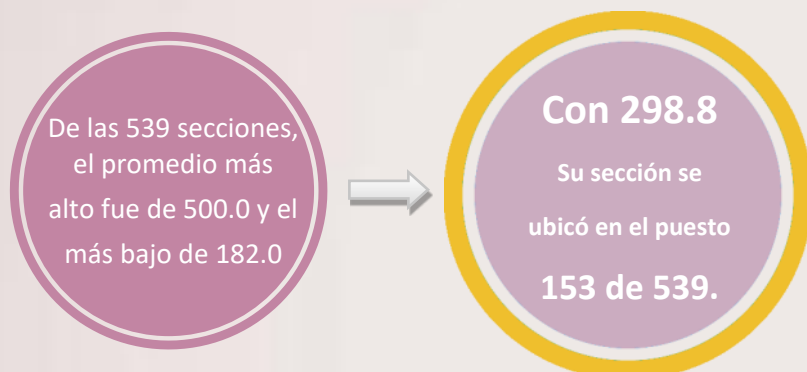 De las 539 secciones,
el promedio más
alto fue de 500.0 y el
más bajo de 182.0
Con 298.8
Su sección se
ubicó en el puesto
153 de 539.